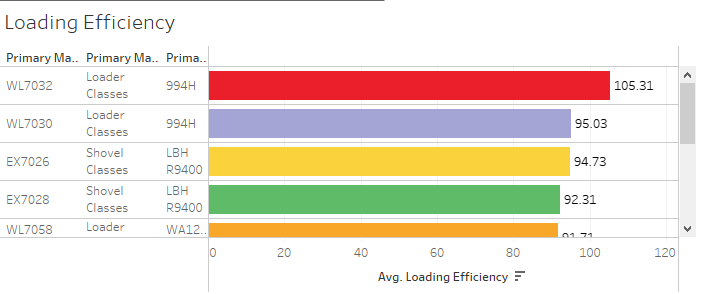 Loading Efficiency
Primary Ma.. Primary Ma.. Prima..
WL7032 Loader Classes 994H 105.31
WL7030 Loader Classes 994H 95.03
EX7026 Shovel Classes LBH R9400 94.73
EX7028 Shovel Classes LBH R9400 92.31
WL7058 Loader WA12.. 91.71
0 20 40 60 80 100 120
Avg. Loading Efficiency